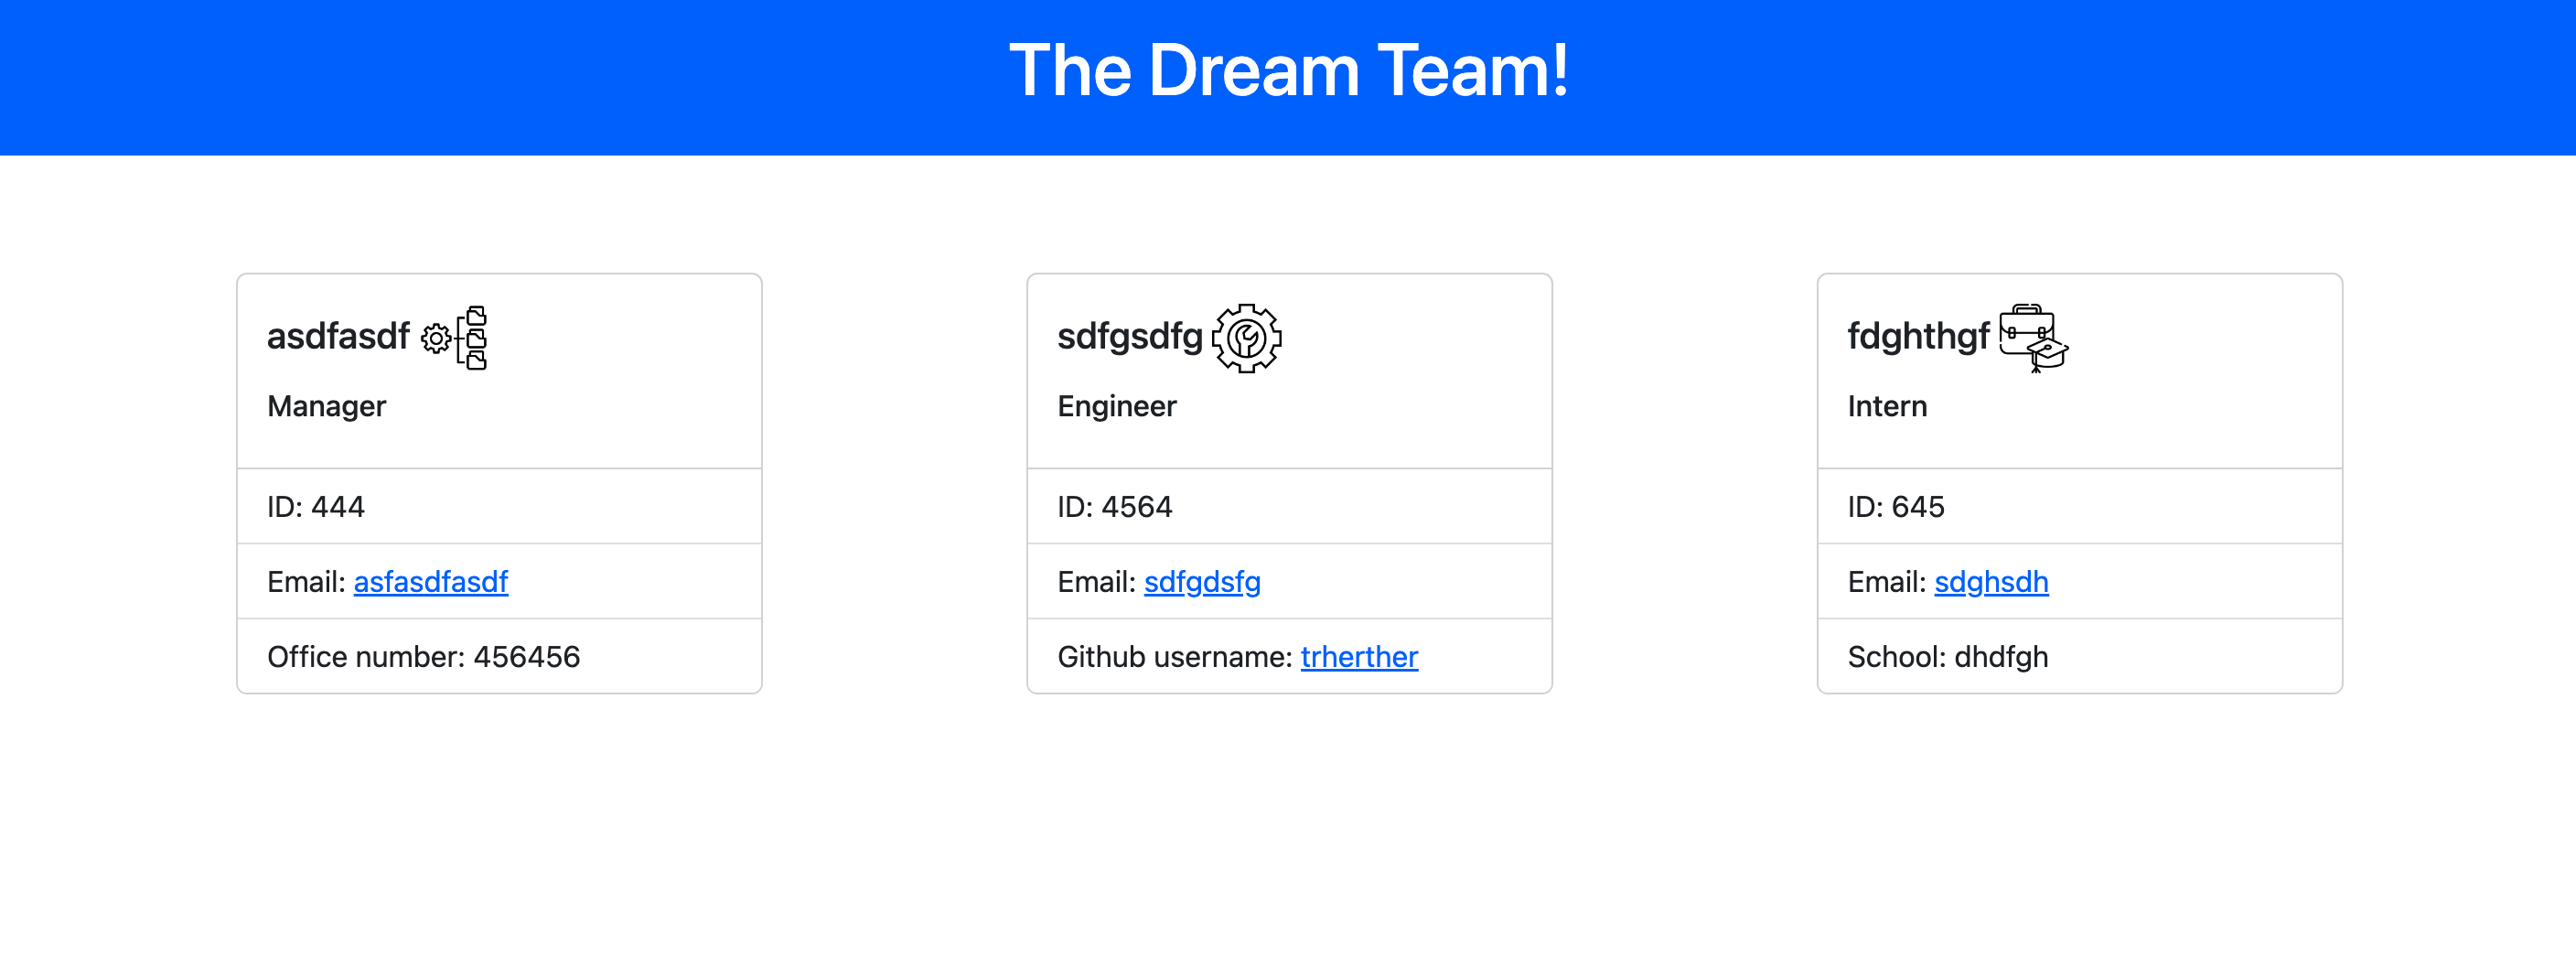 The Dream Team!
asdfasdf
Manager
ID: 444
Email: asfasdfasdf
Office number: 456456
sdfgsdfg
Engineer
ID: 4564
Email: sdfgdsfg
Github username: trherther
fdghthgf
Intern
ID: 645
Email: sdghsdh
School: dhdfgh